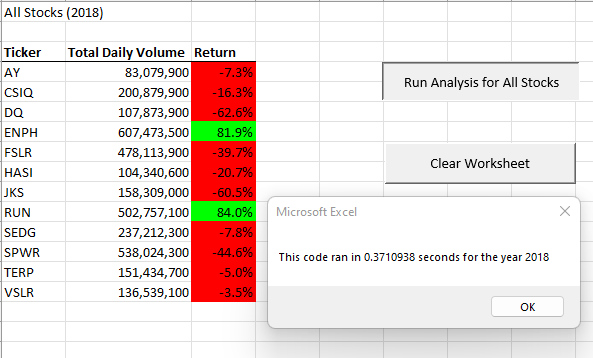 All Stocks (2018)
Ticker Total Daily Volume Return
AY 83,079,900 -7.3%
CSIQ 200,879,900 -16.3%
DQ 107,873,900 -62.6%
ENPH 607,473,500 81.9%
FSLR 478,113,900 -39.7%
HASI 104,340,600 -20.7%
JKS 158,309,000 -60.5%
RUN 502,757,100 84.0%
SEDG 237,212,300 -7.8%
SPWR 538,024,300 -44.6%
TERP 151,434,700 -5.0%
VSLR 136,539,100 -3.5%
Run Analysis for All Stocks
Clear Worksheet
Microsoft Excel
This code ran in 0.3710938 seconds for the year 2018
OK